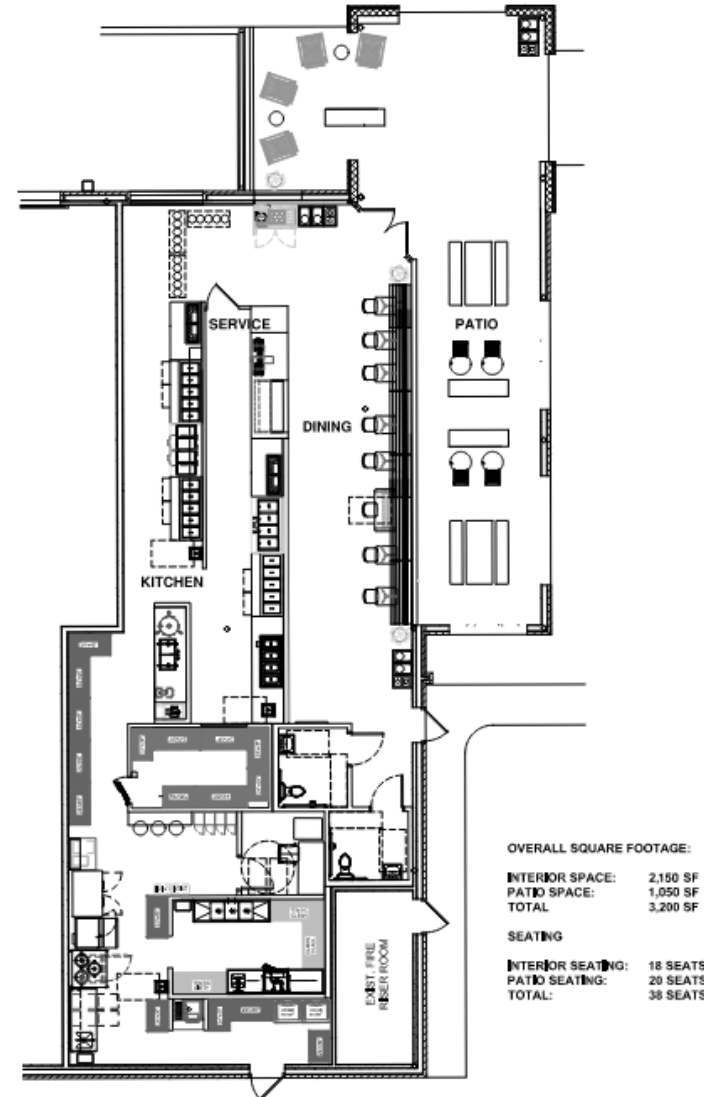 SERVICE
PATIO
DINING
KITCHEN
EXIST. FIRE
RISER ROOM
OVERALL SQUARE FOOTAGE:
INTERIOR SPACE: 2,150 SF
PATIO SPACE: 1,050 SF
TOTAL 3,200 SF
SEATING
INTERIOR SEATING: 18 SEATS
PATIO SEATING: 20 SEATS
TOTAL: 38 SEATS